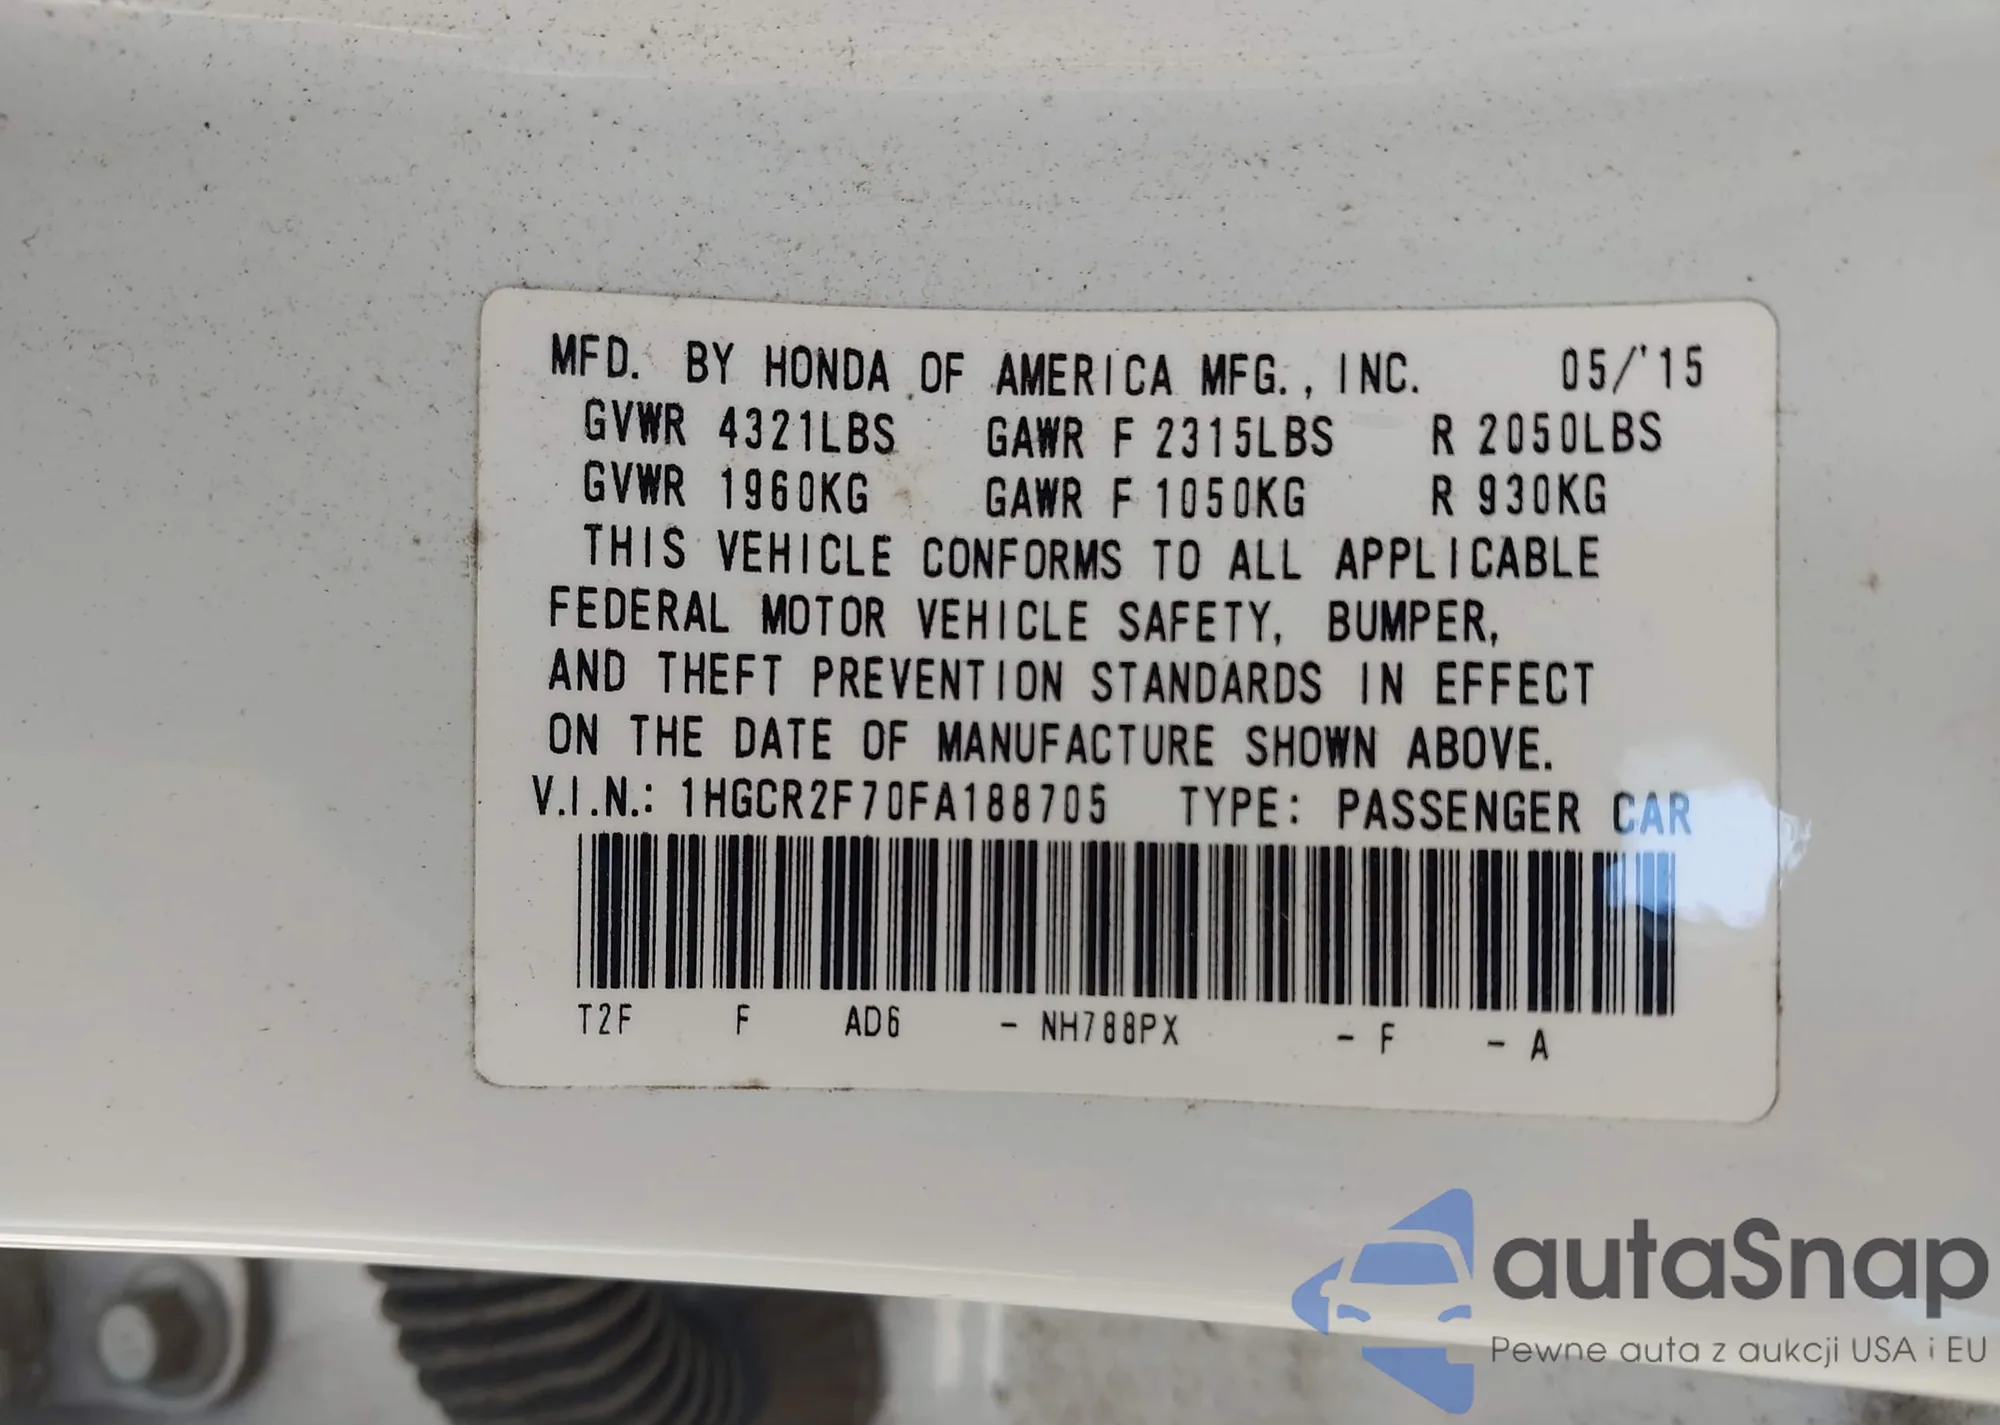 MFD. BY HONDA OF AMERICA MFG., INC. 05/'15
GVWR 4321LBS GAWR F 2315LBS R 2050LBS
GVWR 1960KG GAWR F 1050KG R 930KG
THIS VEHICLE CONFORMS TO ALL APPLICABLE
FEDERAL MOTOR VEHICLE SAFETY, BUMPER,
AND THEFT PREVENTION STANDARDS IN EFFECT
ON THE DATE OF MANUFACTURE SHOWN ABOVE.
V.I.N.: 1HGCR2F70FA188705 TYPE: PASSENGER CAR
T2F F AD6 - NH788PX - F - A
autaSnap
Pewne auta z aukcji USA i EU